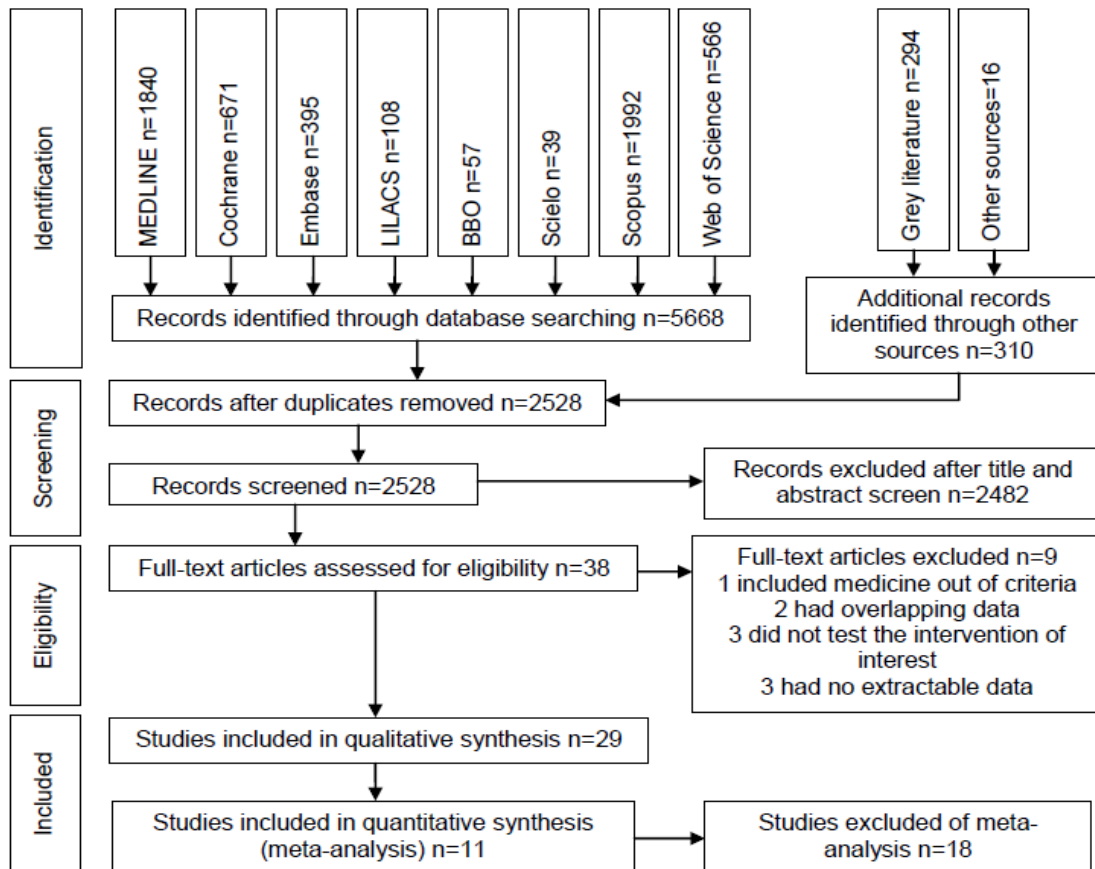 Identification
MEDLINE n=1840
Cochrane n=671
Embase n=395
LILACS n=108
BBO n=57
Scielo n=39
Scopus n=1992
Web of Science n=566
Grey literature n=294
Other sources=16
Records identified through database searching n=5668
Additional records
identified through other
sources n=310
Screening
Records after duplicates removed n=2528
Records screened n=2528
Records excluded after title and
abstract screen n=2482
Eligibility
Full-text articles assessed for eligibility n=38
Full-text articles excluded n=9
1 included medicine out of criteria
2 had overlapping data
3 did not test the intervention of
interest
3 had no extractable data
Included
Studies included in qualitative synthesis n=29
Studies included in quantitative synthesis
(meta-analysis) n=11
Studies excluded of meta-
analysis n=18